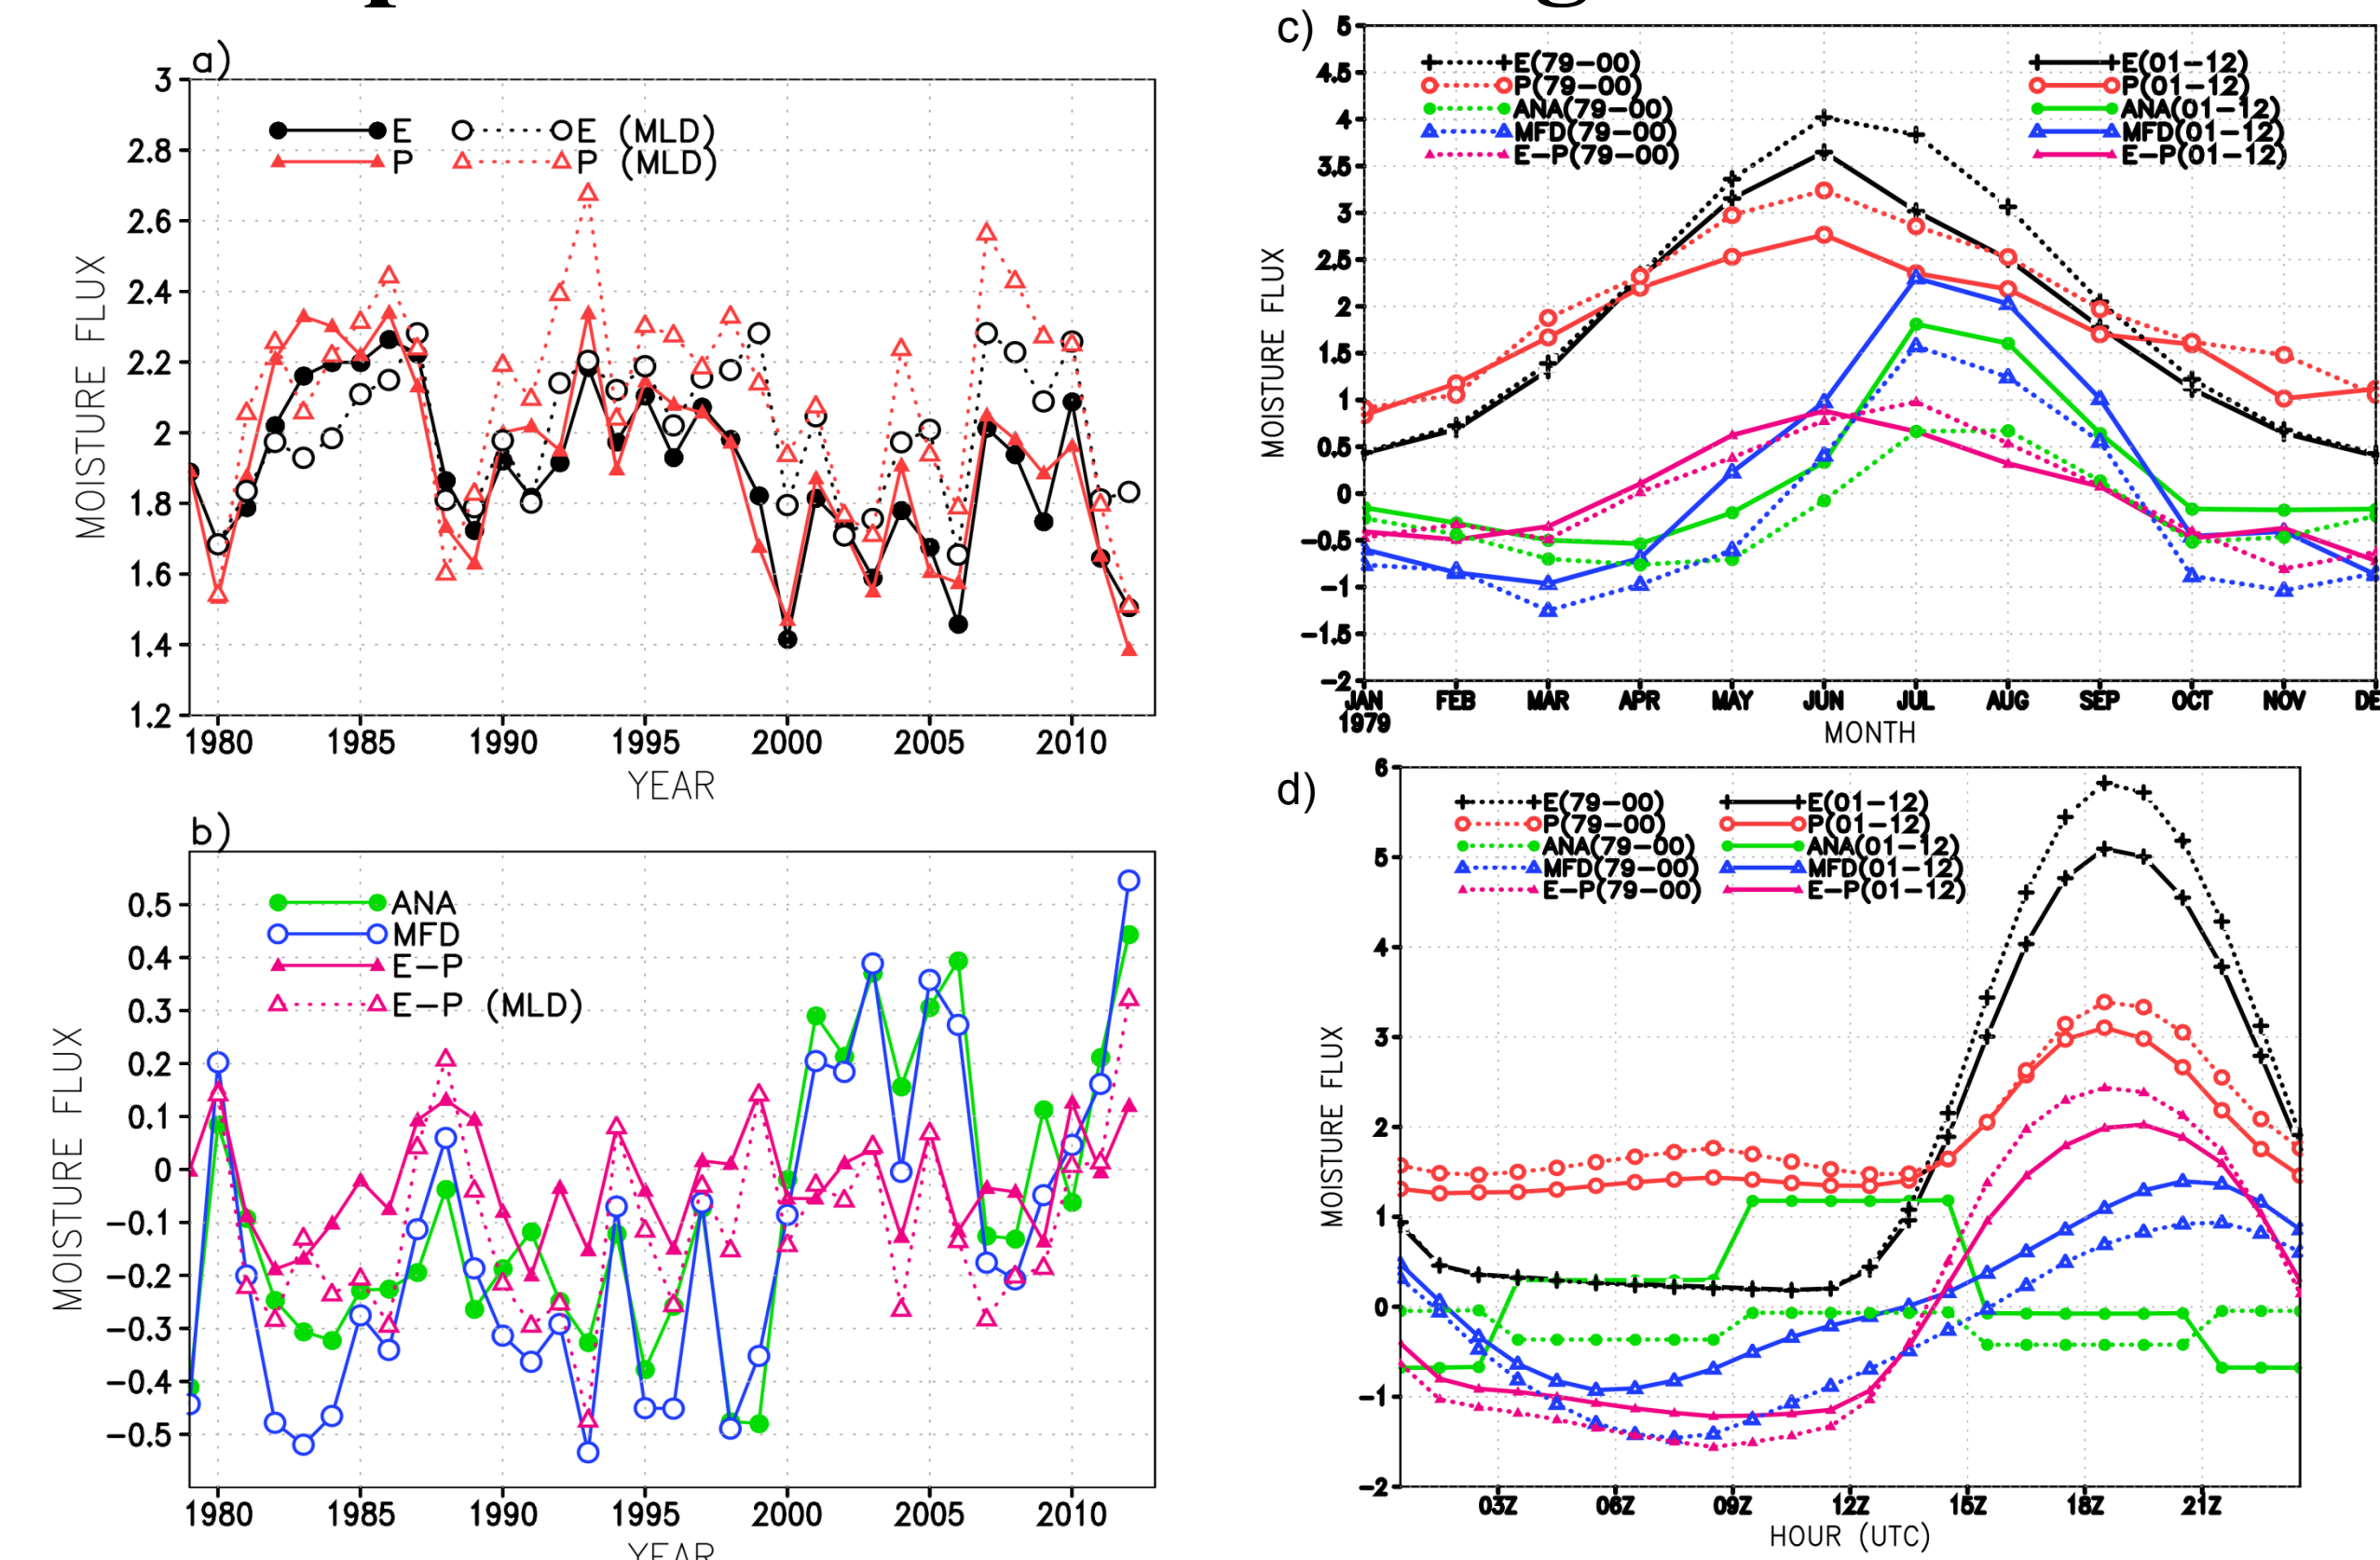 a)
3
2.8
2.6
2.4
2.2
2
1.8
1.6
1.4
1.2
MOISTURE FLUX
E E (MLD)
P P (MLD)
1980 1985 1990 1995 2000 2005 2010
YEAR
b)
0.5
0.4
0.3
0.2
0.1
0
−0.1
−0.2
−0.3
−0.4
−0.5
MOISTURE FLUX
ANA
MFD
E−P
E−P (MLD)
1980 1985 1990 1995 2000 2005 2010
YEAR
c)
5
4.5
4
3.5
3
2.5
2
1.5
1
0.5
0
−0.5
−1
−1.5
−2
MOISTURE FLUX
E(79−00) E(01−12)
P(79−00) P(01−12)
ANA(79−00) ANA(01−12)
MFD(79−00) MFD(01−12)
E−P(79−00) E−P(01−12)
JAN FEB MAR APR MAY JUN JUL AUG SEP OCT NOV DE
1979
MONTH
d)
6
5
4
3
2
1
0
−1
−2
MOISTURE FLUX
E(79−00) E(01−12)
P(79−00) P(01−12)
ANA(79−00) ANA(01−12)
MFD(79−00) MFD(01−12)
E−P(79−00) E−P(01−12)
03Z 06Z 09Z 12Z 15Z 18Z 21Z
HOUR (UTC)